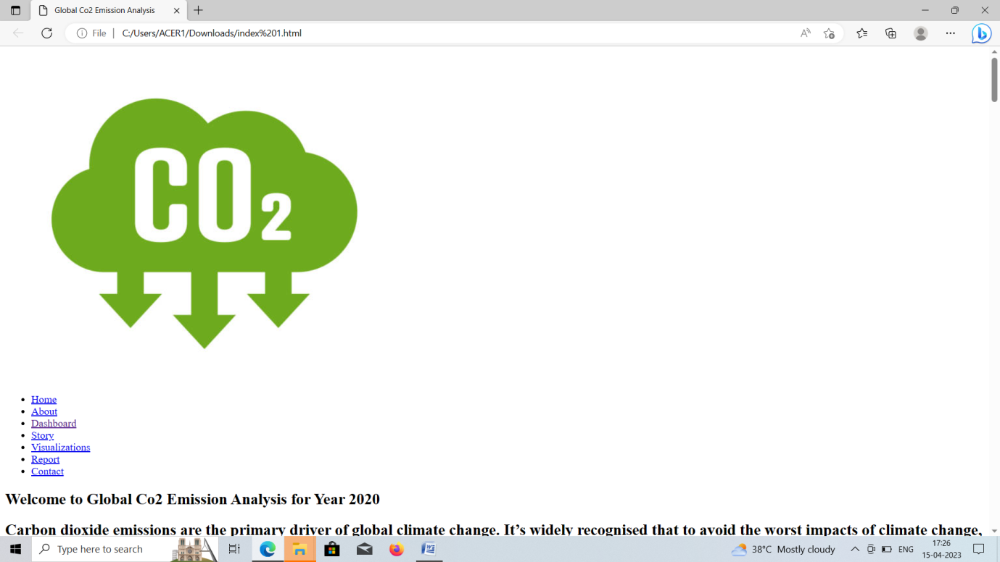 Global Co2 Emission Analysis
File | C:/Users/ACER1/Downloads/index%201.html
CO2
Home
About
Dashboard
Story
Visualizations
Report
Contact
Welcome to Global Co2 Emission Analysis for Year 2020
Carbon dioxide emissions are the primary driver of global climate change. It’s widely recognised that to avoid the worst impacts of climate change,
Type here to search
38°C Mostly cloudy
ENG
17:26
15-04-2023